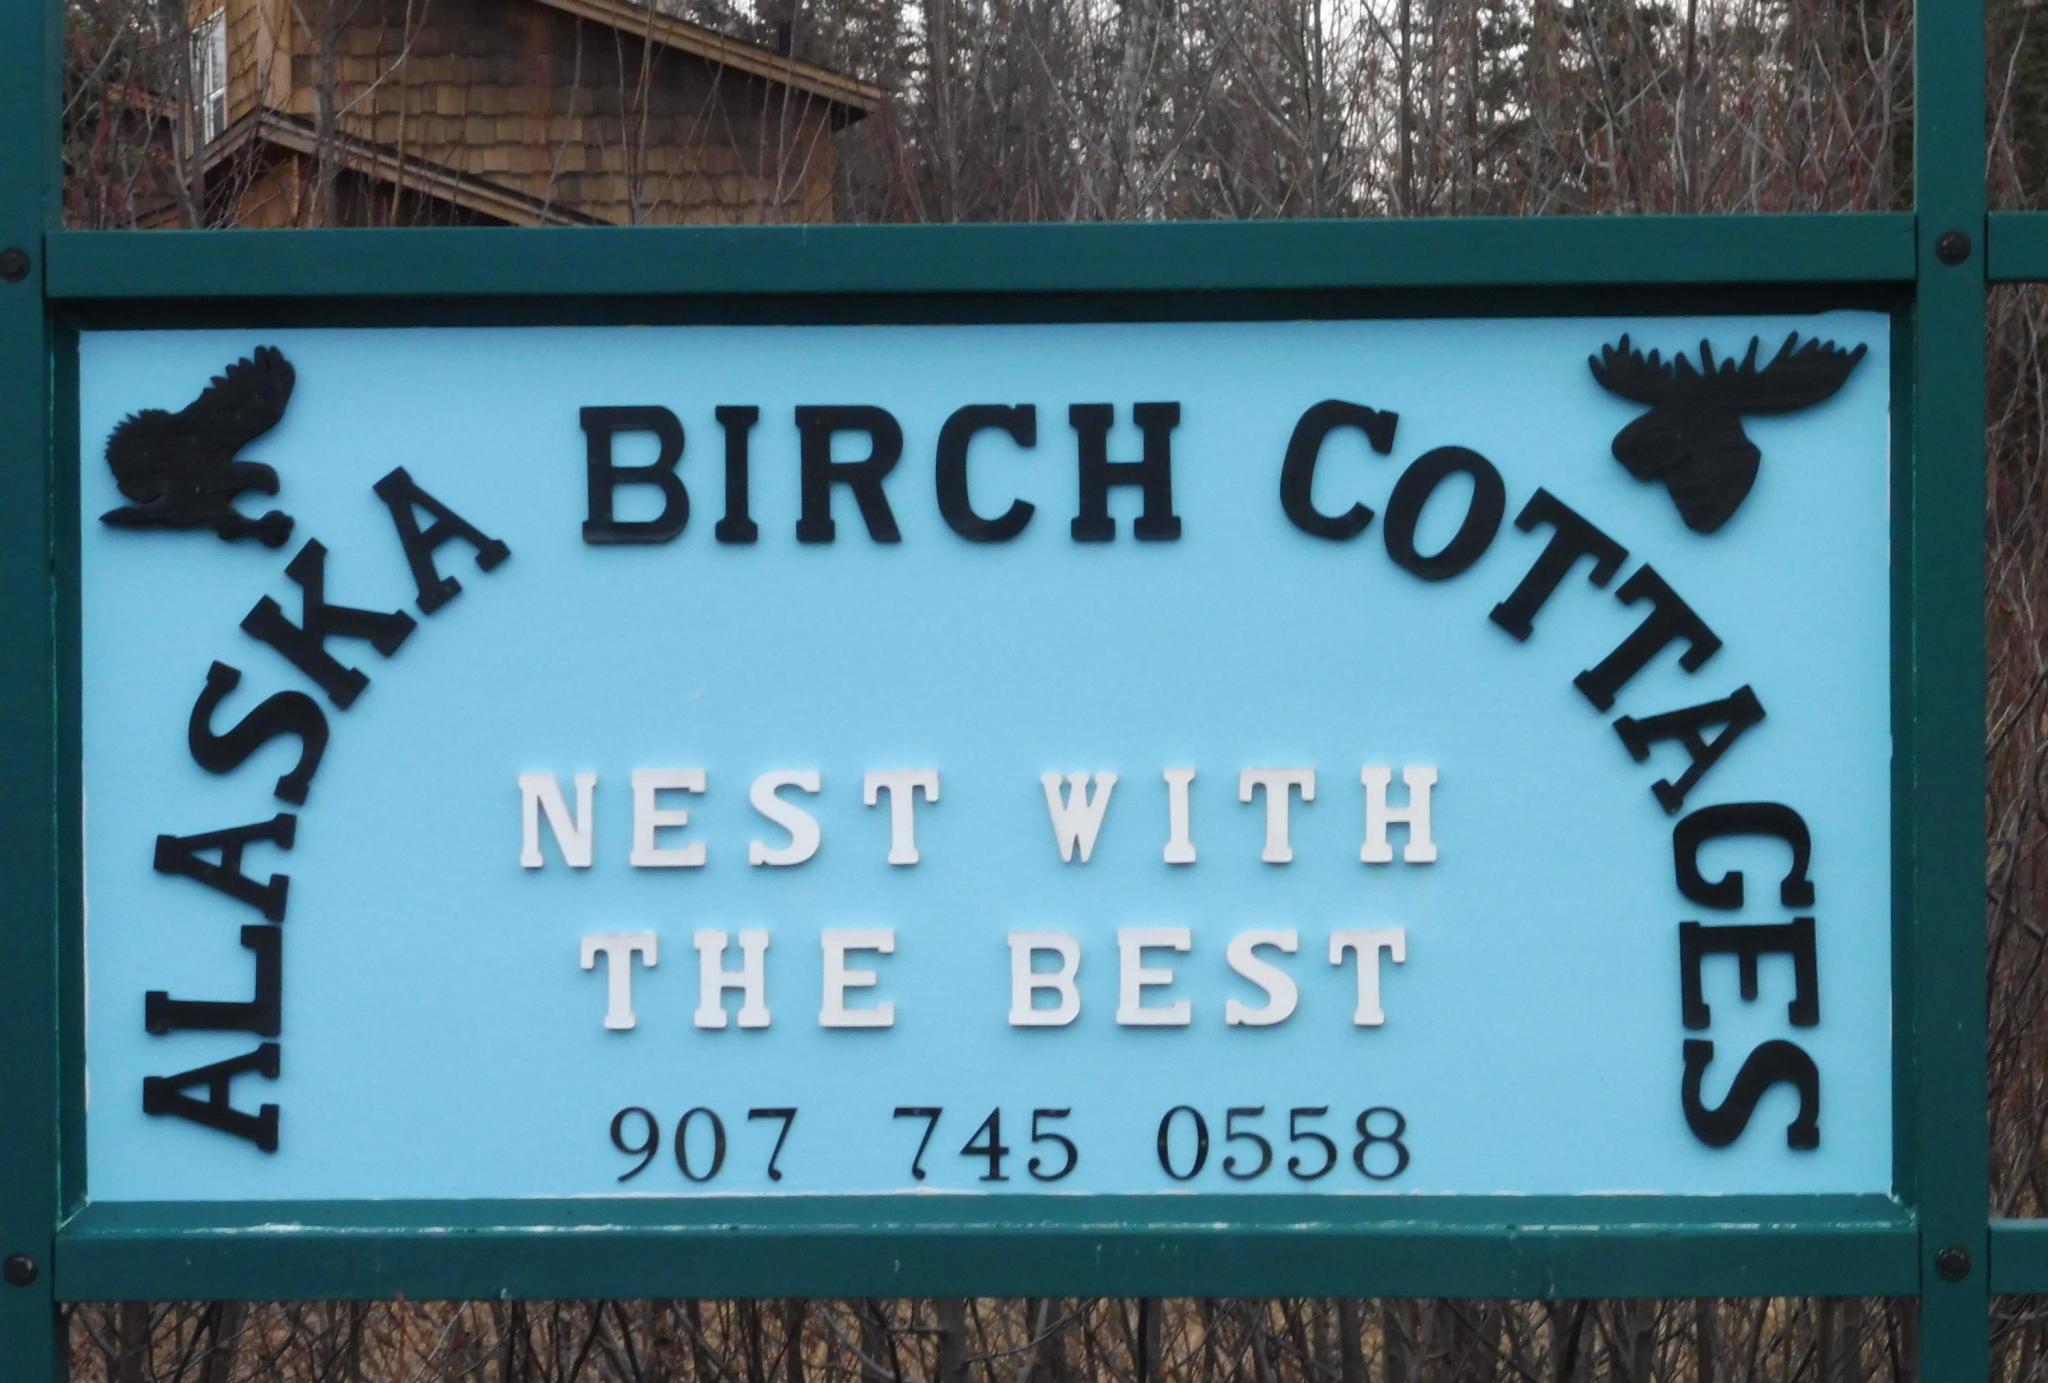 ALASKA BIRCH COTTAGES
NEST WITH
THE BEST
907 745 0558